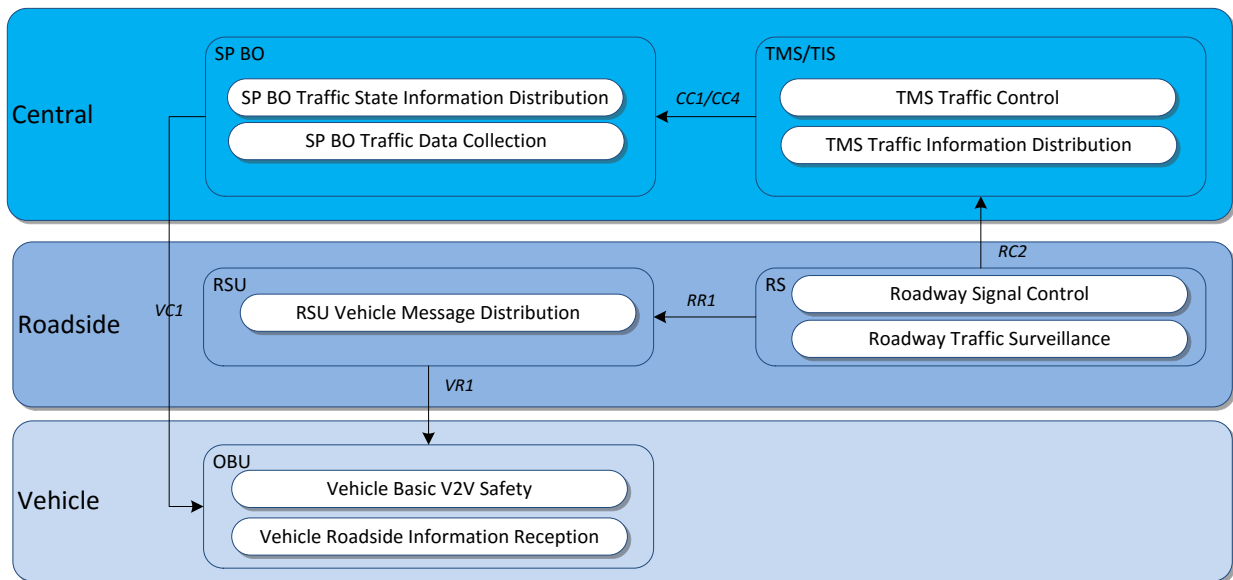 Central
SP BO
SP BO Traffic State Information Distribution
SP BO Traffic Data Collection
CC1/CC4
TMS/TIS
TMS Traffic Control
TMS Traffic Information Distribution
RC2
Roadside
VC1
RSU
RSU Vehicle Message Distribution
RR1
RS
Roadway Signal Control
Roadway Traffic Surveillance
VR1
Vehicle
OBU
Vehicle Basic V2V Safety
Vehicle Roadside Information Reception